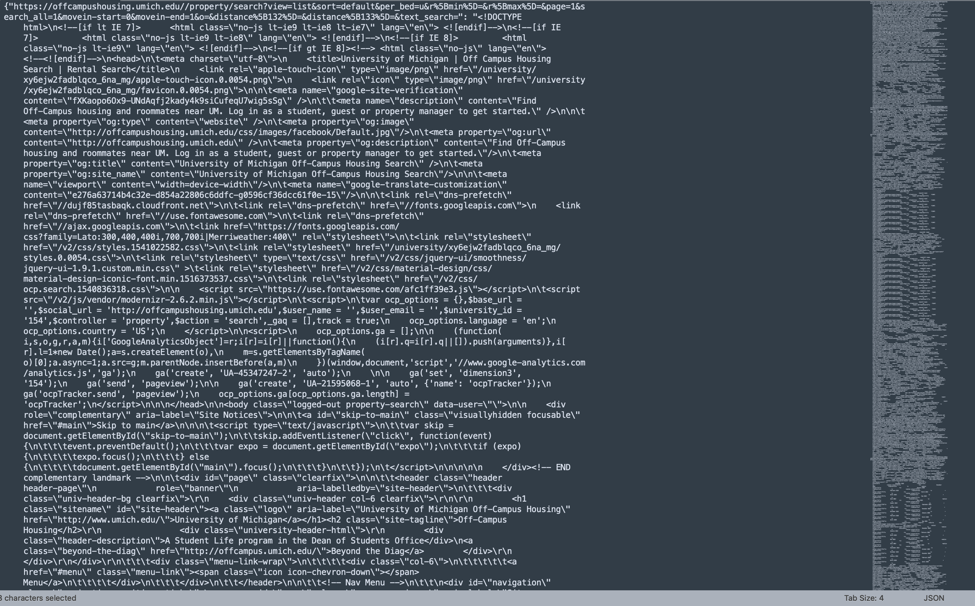 {"https://offcampushousing.umich.edu//property/search?view=list&sort=default&per_bed=u&r%5Bmin%5D=&r%5Bmax%5D=&page=1&s
earch_all=1&movein-start=0&movein-end=1&o=&distance%5B132%5D=&distance%5B133%5D=&text_search=": "<!DOCTYPE
html>\n<!--[if lt IE 7]>      <html class=\"no-js lt-ie9 lt-ie8 lt-ie7\" lang=\"en\"> <![endif]-->\n<!--[if IE
7]>         <html class=\"no-js lt-ie9 lt-ie8\" lang=\"en\"> <![endif]-->\n<!--[if IE 8]>         <html
class=\"no-js lt-ie9\" lang=\"en\"> <![endif]-->\n<!--[if gt IE 8]><!--> <html class=\"no-js\" lang=\"en\">
<!--<![endif]-->\n<head>\n\t<meta charset=\"utf-8\">\n    <title>University of Michigan | Off Campus Housing
Search | Rental Search</title>\n    <link rel=\"apple-touch-icon\" type=\"image/png\" href=\"/university/
xy6ejw2fadblqco_6na_mg/apple-touch-icon.0.0054.png\">\n    <link rel=\"icon\" type=\"image/png\" href=\"/university
/xy6ejw2fadblqco_6na_mg/favicon.0.0054.png\">\n\n\t<meta name=\"google-site-verification\"
content=\"fXKaopo6Ox9-UNdAqfj2kady4k9siCufeqU7wig5sSg\" />\n\t<meta name=\"description\" content=\"Find
Off-Campus housing and roommates near UM. Log in as a student, guest or property manager to get started.\" />\n\n\t
<meta property=\"og:type\" content=\"website\" />\n\t<meta property=\"og:image\"
content=\"http://offcampushousing.umich.edu/css/images/facebook/Default.jpg\"/>\n\t<meta property=\"og:url\"
content=\"http://offcampushousing.umich.edu\" />\n\t<meta property=\"og:description\" content=\"Find Off-Campus
housing and roommates near UM. Log in as a student, guest or property manager to get started.\"/>\n\t<meta
property=\"og:title\" content=\"University of Michigan Off-Campus Housing Search\" />\n\t<meta
property=\"og:site_name\" content=\"University of Michigan\" />\n\n\t<meta
name=\"viewport\" content=\"width=device-width\"/>\n\t<meta name=\"google-translate-customization\"
content=\"e276a63714b4c32e-d854a22806c6ddfc-g0596cf36dcc61f0e-15\"/>\n\n\t<link rel=\"dns-prefetch\"
href=\"//dujf85tasbaqk.cloudfront.net\">\n\t<link rel=\"dns-prefetch\" href=\"//fonts.googleapis.com\">\n    <link
rel=\"dns-prefetch\" href=\"//use.fontawesome.com\">\n\t<link rel=\"dns-prefetch\"
href=\"//ajax.googleapis.com\">\n\t<link href=\"https://fonts.googleapis.com/
css?family=Lato:300,400,400i,700,700i|Merriweather:400\" rel=\"stylesheet\">\n\t<link rel=\"stylesheet\"
href=\"/v2/css/styles.1541022582.css\">\n\t<link rel=\"stylesheet\" href=\"/university/xy6ejw2fadblqco_6na_mg/
styles.0.0054.css\">\n\t<link rel=\"stylesheet\" type=\"text/css\" href=\"/v2/css/jquery-ui/smoothness/
jquery-ui-1.9.1.custom.min.css\" >\n\t<link rel=\"stylesheet\" href=\"/v2/css/material-design/css/
material-design-iconic-font.min.1516373537.css\">\n\t<link rel=\"stylesheet\" href=\"/v2/css/
ocp.search.1540836318.css\">\n\n    <script src=\"https://use.fontawesome.com/afc1ff39e3.js\"></script>\n\t<script
src=\"/v2/js/vendor/modernizr-2.6.2.min.js\"></script>\n\t<script>\n\tvar ocp_options = {},$base_url =
'',$social_url = 'http://offcampushousing.umich.edu',$user_name = '',$user_email = '',$university_id =
'154',$controller = 'property',$action = 'search',_gaq = [],track = true;\n    ocp_options.language = 'en';\n
ocp_options.country = 'US';\n    </script>\n\n<script>\n    ocp_options.ga = [];\n\n    (function(
i,s,o,g,r,a,m){i['GoogleAnalyticsObject']=r;i[r]=i[r]||function(){\n    (i[r].q=i[r].q||[]).push(arguments)},i[
r].l=1*new Date();a=s.createElement(o),\n    m=s.getElementsByTagName(
o)[0];a.async=1;a.src=g;m.parentNode.insertBefore(a,m)\n    })(window,document,'script','//www.google-analytics.com
/analytics.js','ga');\n    ga('create', 'UA-45347247-2', 'auto');\n    \n\n    ga('set', 'dimension3',
'154');\n    ga('send', 'pageview');\n\n    ga('create', 'UA-21595068-1', 'auto', {'name': 'ocpTracker'});\n
ga('ocpTracker.send', 'pageview');\n    ocp_options.ga[ocp_options.ga.length] =
'ocpTracker';\n</script>\n\n\n</head>\n\n<body class=\"logged-out property-search\" data-user=\"\">\n\n    <div
role=\"complementary\" aria-label=\"Site Notices\">\n\n\t<a id=\"skip-to-main\" class=\"visuallyhidden focusable\"
href=\"#main\">Skip to main</a>\n\n\n\t<script type=\"text/javascript\">\n\t\tvar skip =
document.getElementById(\"skip-to-main\");\n\t\tskip.addEventListener(\"click\", function(event)
{\n\t\t\tevent.preventDefault();\n\t\t\tvar expo = document.getElementById(\"expo\");\n\t\t\tif (expo)
{\n\t\t\t\texpo.focus();\n\t\t\t} else
{\n\t\t\t\tdocument.getElementById(\"main\").focus();\n\t\t\t}\n\t\t});\n\t</script>\n\n\n\n\n    </div><!-- END
complementary landmark -->\n\n\t<div id=\"page\" class=\"clearfix\">\n\t\t<header class=\"header
header-page\"\n            role=\"banner\"\n            aria-labelledby=\"site-header\">\n\t\t\t<div
class=\"univ-header-bg clearfix\">\r\n    <div class=\"univ-header col-6 clearfix\">\r\n\r\n    <h1
class=\"sitename\" id=\"site-header\"><a class=\"logo\" aria-label=\"University of Michigan Off-Campus Housing\"
href=\"http://www.umich.edu/\">University of Michigan</a></h1><h2 class=\"site-tagline\">Off-Campus
Housing</h2>\r\n            <div class=\"university-header-html\">\r\n    <div
class=\"header-description\">A Student Life program in the Dean of Students Office</div>\n<a
class=\"beyond-the-diag\" href=\"http://offcampus.umich.edu/\">Beyond the Diag</a>        </div>\r\n
</div>\r\n</div>\r\n\t\t\t<div class=\"menu-link-wrap\">\n\t\t\t\t<div class=\"col-6\">\n\t\t\t\t\t<a
href=\"#menu\" class=\"menu-link\"><span class=\"icon icon-chevron-down\"></span>
Menu</a>\n\t\t\t\t</div>\n\t\t\t</div>\n\t\t</header>\n\n\t\t<!-- Nav Menu -->\n\t\t\n<div id=\"navigation\"
characters selected
Tab Size: 4
JSON